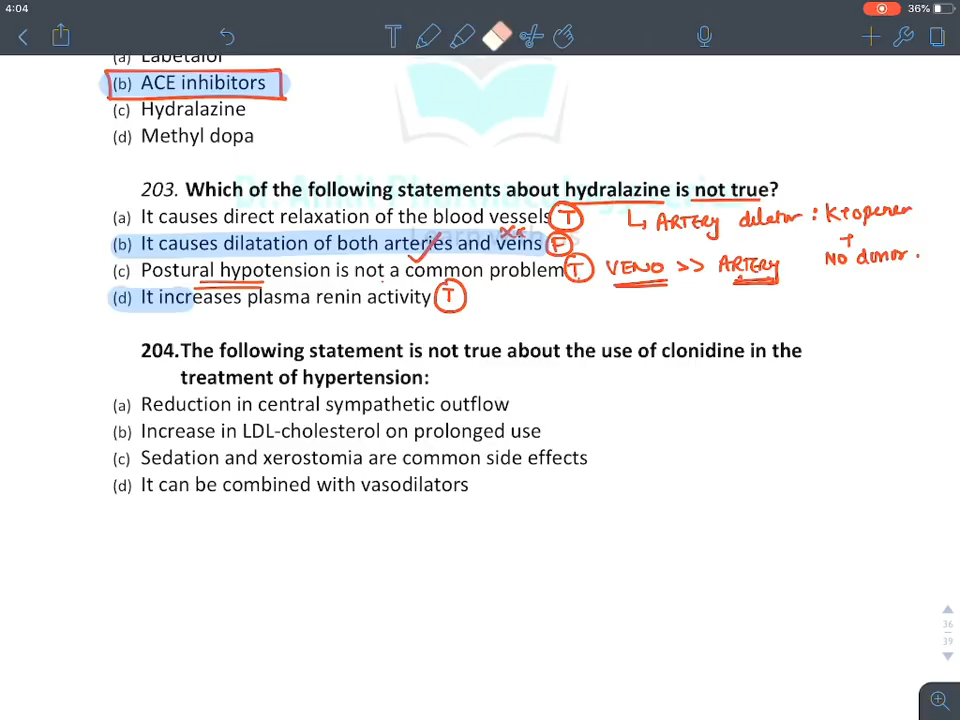 4:04
36%
(a) Labetalol
(b) ACE inhibitors
(c) Hydralazine
(d) Methyl dopa
203. Which of the following statements about hydralazine is not true?
(a) It causes direct relaxation of the blood vessels T ↳ ARTERY dilator : K+ opener
+
(b) It causes dilatation of both arteries and veins F NO donor.
(c) Postural hypotension is not a common problem T VENO >> ARTERY
(d) It increases plasma renin activity T
204. The following statement is not true about the use of clonidine in the
treatment of hypertension:
(a) Reduction in central sympathetic outflow
(b) Increase in LDL-cholesterol on prolonged use
(c) Sedation and xerostomia are common side effects
(d) It can be combined with vasodilators
36
39